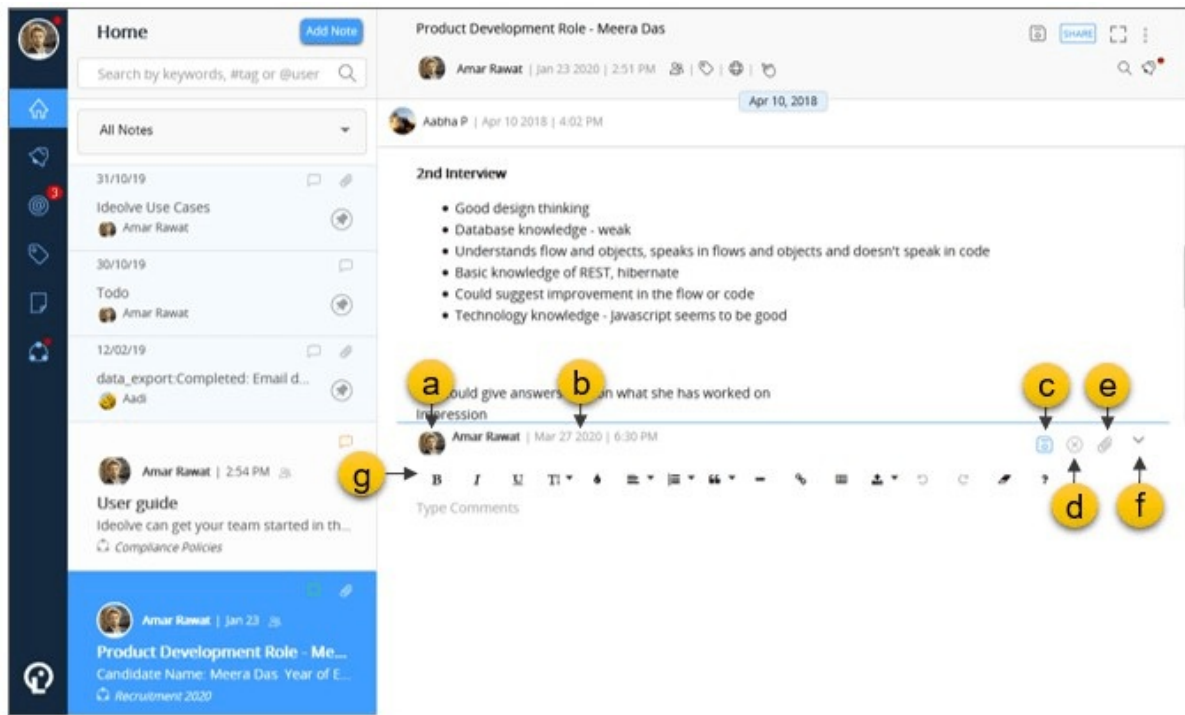 Home
Add Note
Search by keywords, #tag or @user
All Notes
3
31/10/19
Ideolve Use Cases
Amar Rawat
30/10/19
Todo
Amar Rawat
12/02/19
data_export:Completed: Email d...
Aadi
Amar Rawat | 2:54 PM
User guide
Ideolve can get your team started in th...
Compliance Policies
Amar Rawat | Jan 23
Product Development Role - Me...
Candidate Name: Meera Das Year of E...
Recruitment 2020
Product Development Role - Meera Das
SHARE
Amar Rawat | Jan 23 2020 | 2:51 PM
Apr 10, 2018
Aabha P | Apr 10 2018 | 4:02 PM
2nd Interview
• Good design thinking
• Database knowledge - weak
• Understands flow and objects, speaks in flows and objects and doesn't speak in code
• Basic knowledge of REST, hibernate
• Could suggest improvement in the flow or code
• Technology knowledge - Javascript seems to be good
a b c e
ould give answers n what she has worked on
Impression
Amar Rawat | Mar 27 2020 | 6:30 PM
g
B I U T ?
d f
Type Comments